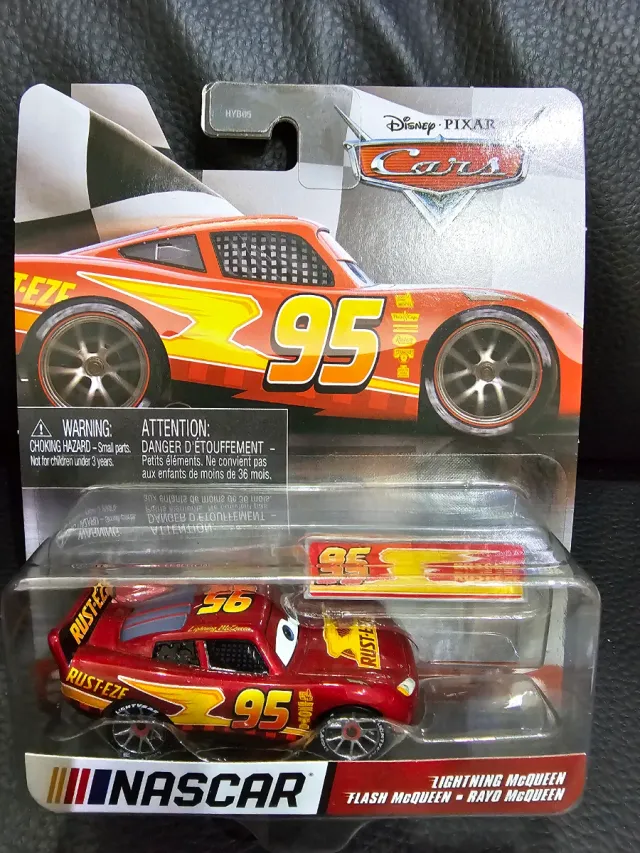 HYB05
Disney · PIXAR
Cars
T-EZE
95
WARNING:
CHOKING HAZARD – Small parts.
Not for children under 3 years.
ATTENTION:
DANGER D'ÉTOUFFEMENT –
Petits éléments. Ne convient pas
aux enfants de moins de 36 mois.
95
RUST-EZE
95
Lightning McQueen
RUST-EZE
RUST-EZE
95
NASCAR
LIGHTNING McQUEEN
FLASH McQUEEN ▪ RAYO McQUEEN